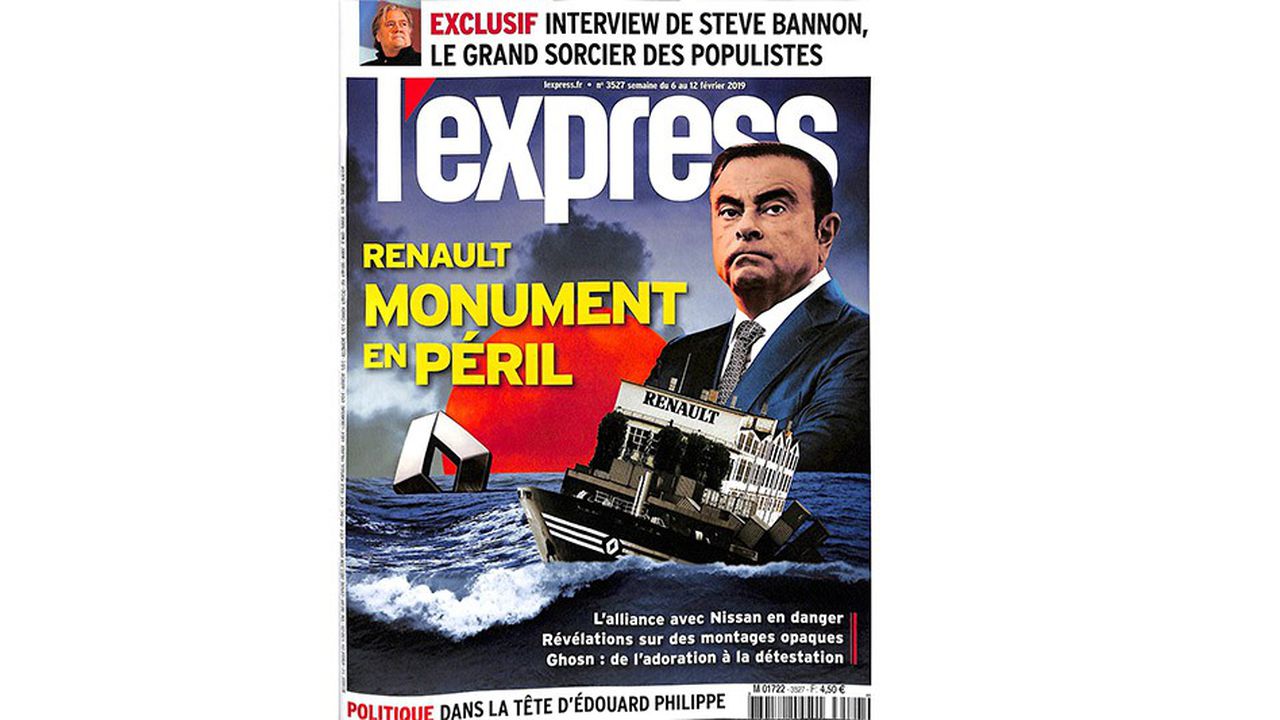 EXCLUSIF INTERVIEW DE STEVE BANNON,
LE GRAND SORCIER DES POPULISTES
lexpress.fr • n° 3527 semaine du 6 au 12 février 2019
l'express
RENAULT
MONUMENT
EN PÉRIL
RENAULT
L'alliance avec Nissan en danger
Révélations sur des montages opaques
Ghosn : de l'adoration à la détestation
M 01722 - 3527 - F: 4,50 €
POLITIQUE DANS LA TÊTE D'ÉDOUARD PHILIPPE